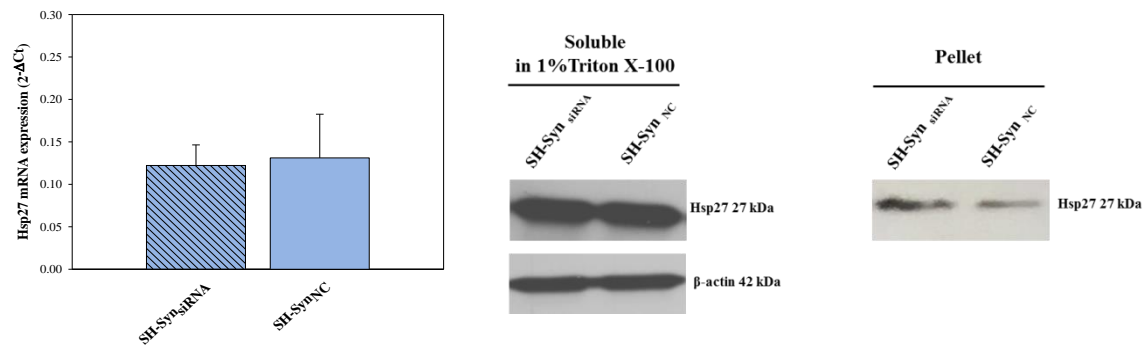 Hsp27 mRNA expression (2-ΔCt)
0.30
0.25
0.20
0.15
0.10
0.05
0.00
SH-SynsiRNA
SH-SynNC
Soluble
in 1%Triton X-100
SH-Syn siRNA
SH-Syn NC
Hsp27 27 kDa
β-actin 42 kDa
Pellet
SH-Syn siRNA
SH-Syn NC
Hsp27 27 kDa